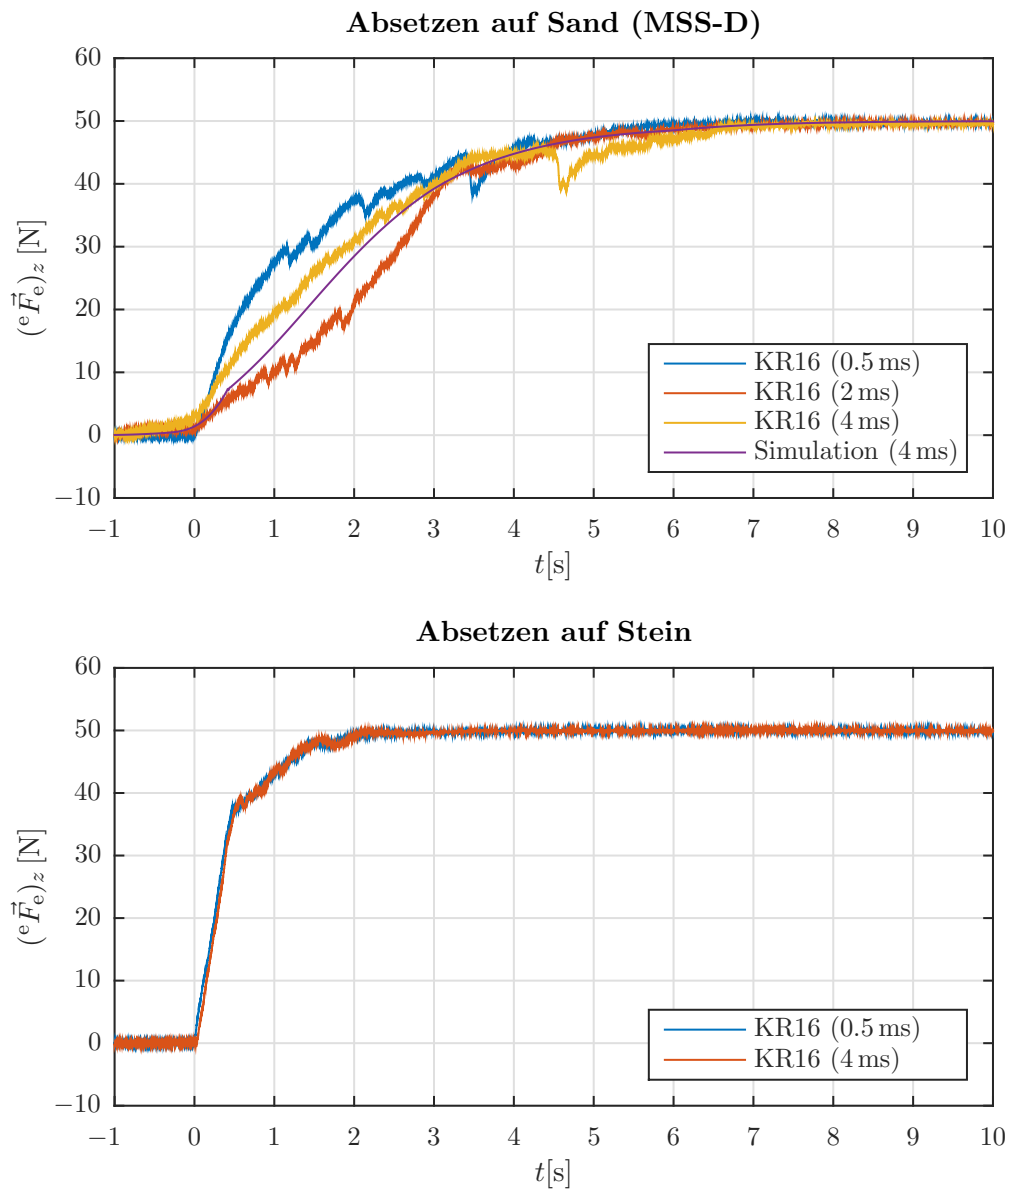 Absetzen auf Sand (MSS-D)
60
50
40
30
20
10
0
−10
(ᵉF⃗ₑ)_z [N]
KR16 (0.5 ms)
KR16 (2 ms)
KR16 (4 ms)
Simulation (4 ms)
−1 0 1 2 3 4 5 6 7 8 9 10
t[s]
Absetzen auf Stein
60
50
40
30
20
10
0
−10
(ᵉF⃗ₑ)_z [N]
KR16 (0.5 ms)
KR16 (4 ms)
−1 0 1 2 3 4 5 6 7 8 9 10
t[s]